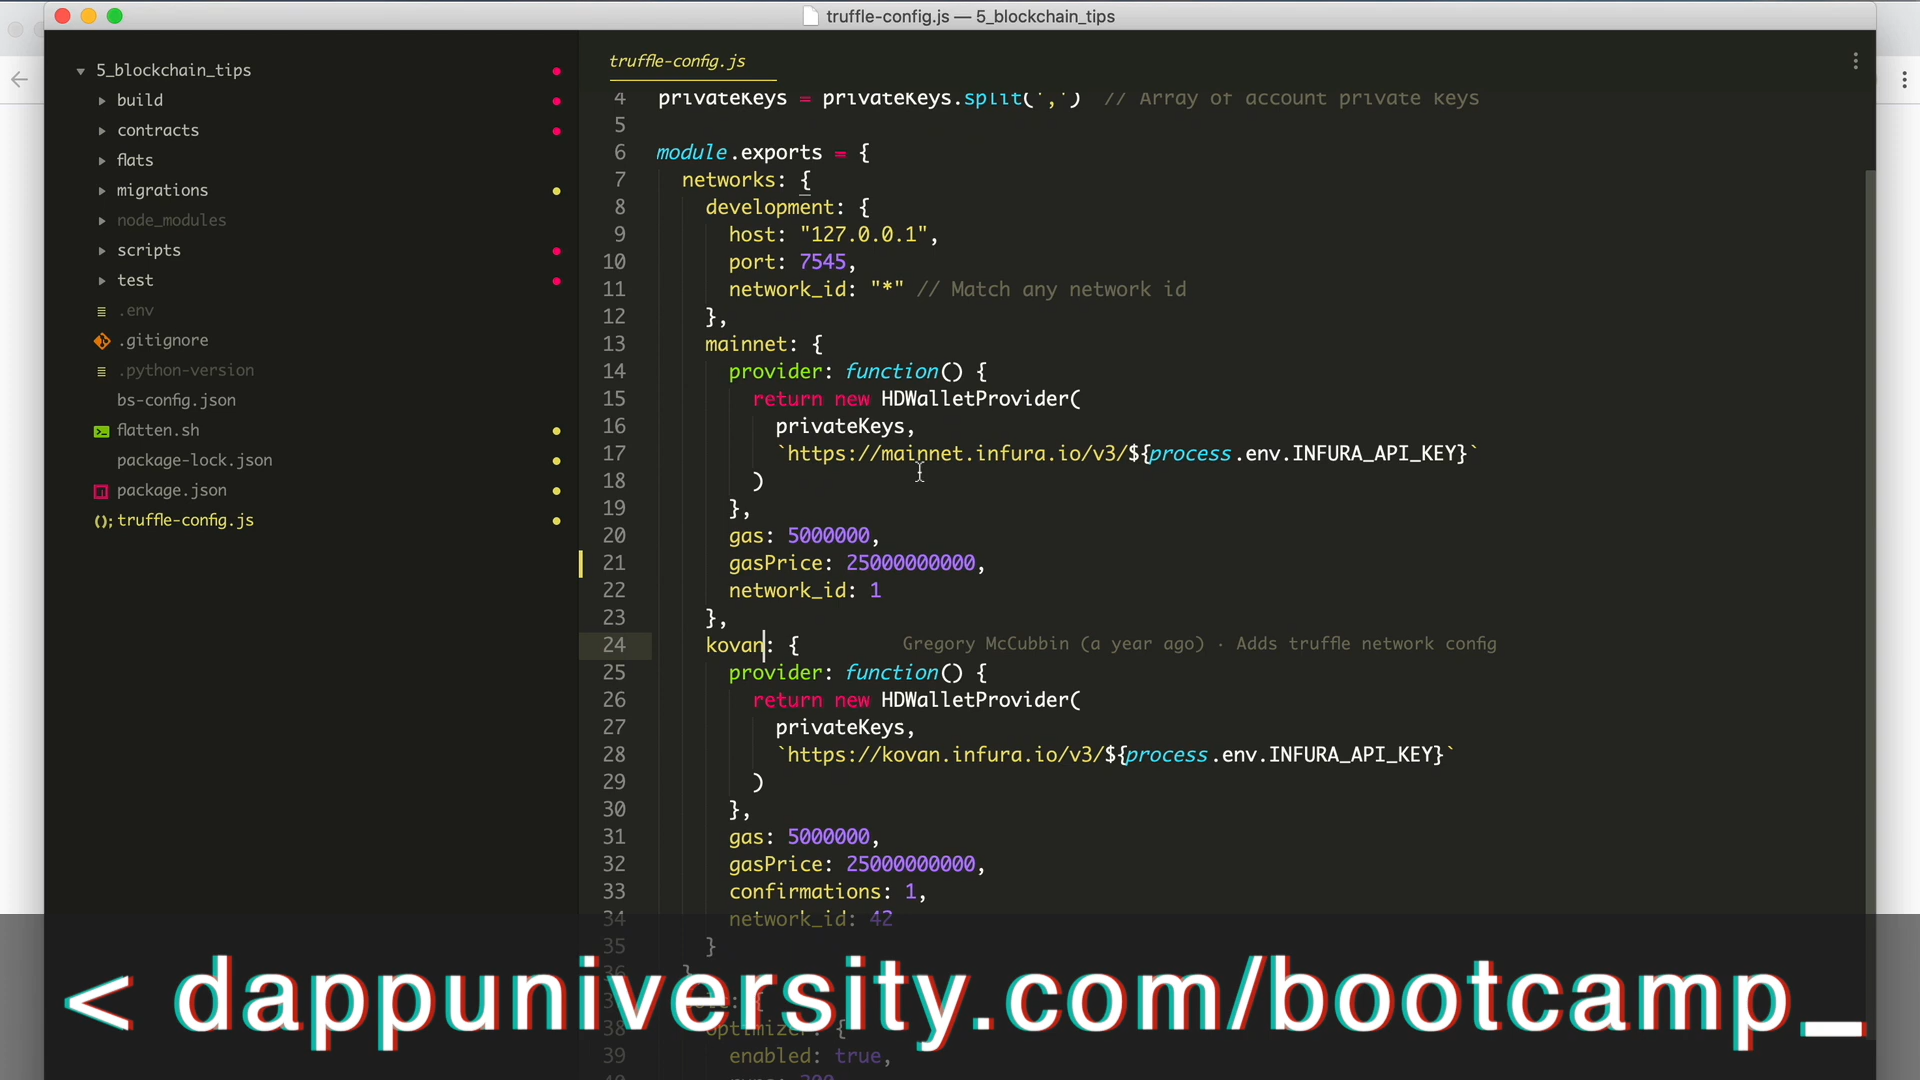 truffle-config.js — 5_blockchain_tips
5_blockchain_tips
build
contracts
flats
migrations
node_modules
scripts
test
.env
.gitignore
.python-version
bs-config.json
flatten.sh
package-lock.json
package.json
truffle-config.js
truffle-config.js
4 privateKeys = privateKeys.split(',') // Array of account private keys
5
6 module.exports = {
7 networks: {
8 development: {
9 host: "127.0.0.1",
10 port: 7545,
11 network_id: "*" // Match any network id
12 },
13 mainnet: {
14 provider: function() {
15 return new HDWalletProvider(
16 privateKeys,
17 `https://mainnet.infura.io/v3/${process.env.INFURA_API_KEY}`
18 )
19 },
20 gas: 5000000,
21 gasPrice: 25000000000,
22 network_id: 1
23 },
24 kovan: { Gregory McCubbin (a year ago) · Adds truffle network config
25 provider: function() {
26 return new HDWalletProvider(
27 privateKeys,
28 `https://kovan.infura.io/v3/${process.env.INFURA_API_KEY}`
29 )
30 },
31 gas: 5000000,
32 gasPrice: 25000000000,
33 confirmations: 1,
34 network_id: 42
35 }
< dappuniversity.com/bootcamp_
38 optimizer: {
39 enabled: true,